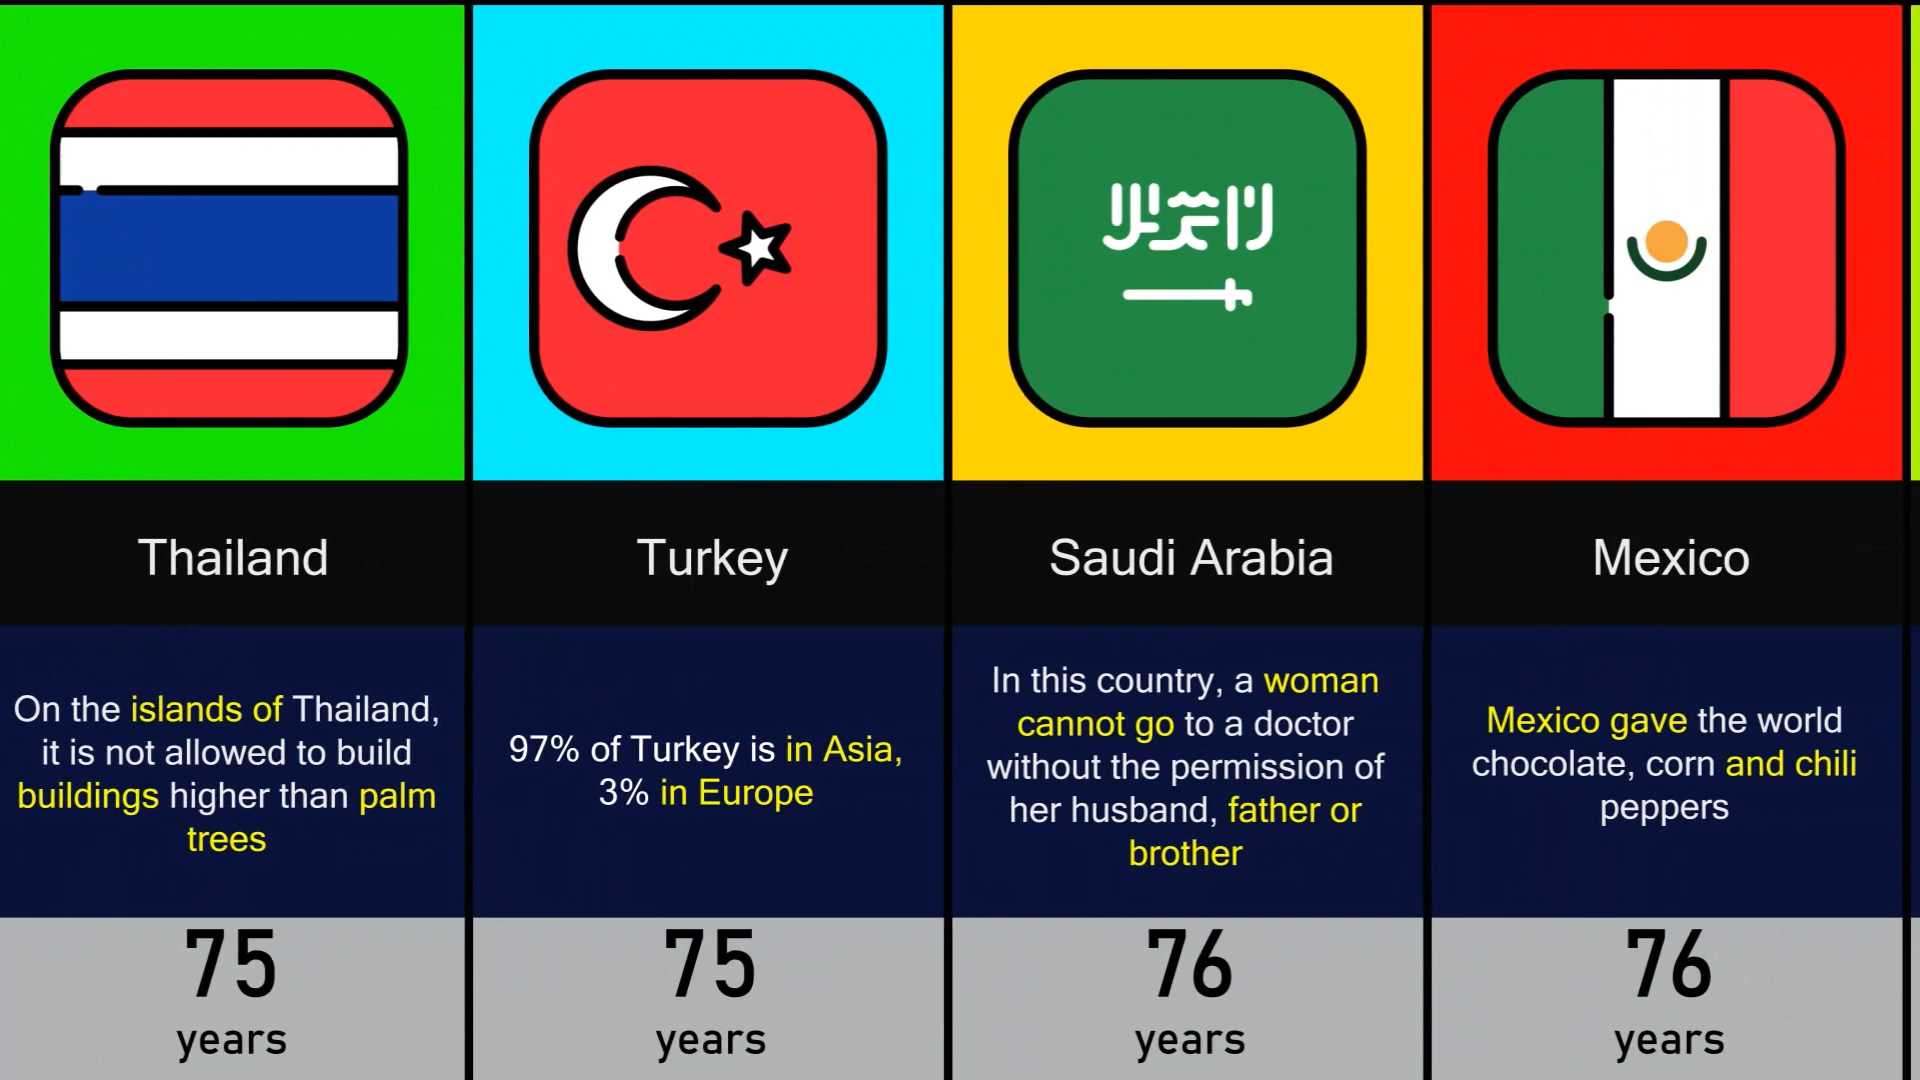 Thailand
On the islands of Thailand,
it is not allowed to build
buildings higher than palm
trees
75
years
Turkey
97% of Turkey is in Asia,
3% in Europe
75
years
Saudi Arabia
In this country, a woman
cannot go to a doctor
without the permission of
her husband, father or
brother
76
years
Mexico
Mexico gave the world
chocolate, corn and chili
peppers
76
years